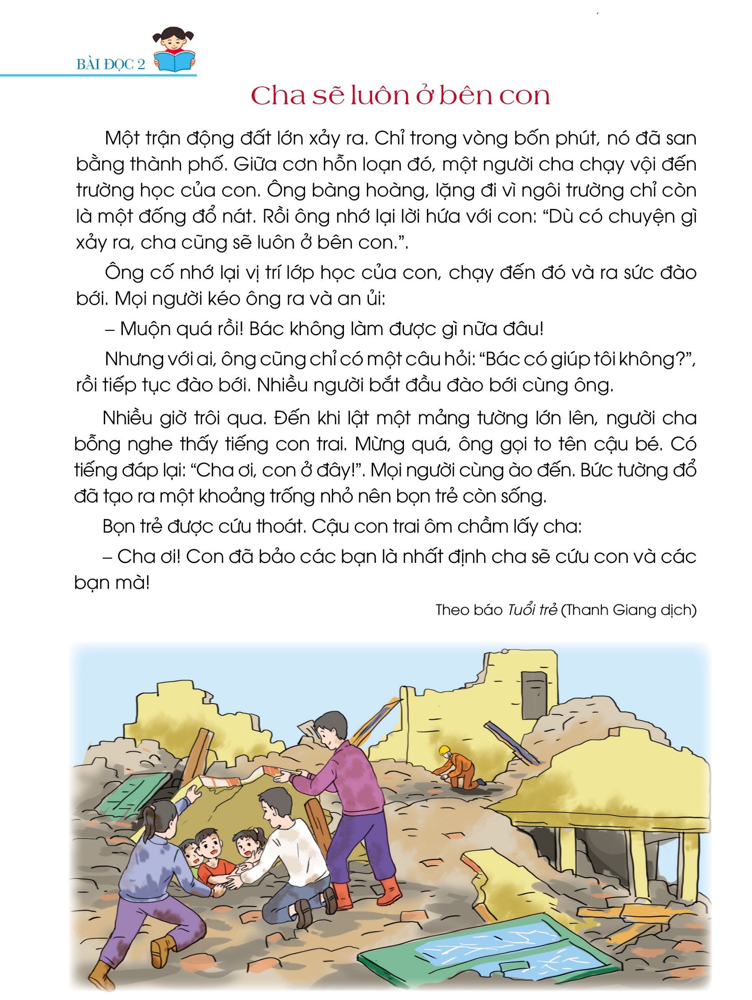 BÀI ĐỌC 2
Cha sẽ luôn ở bên con
Một trận động đất lớn xảy ra. Chỉ trong vòng bốn phút, nó đã san
bằng thành phố. Giữa cơn hỗn loạn đó, một người cha chạy vội đến
trường học của con. Ông bàng hoàng, lặng đi vì ngôi trường chỉ còn
là một đống đổ nát. Rồi ông nhớ lại lời hứa với con: “Dù có chuyện gì
xảy ra, cha cũng sẽ luôn ở bên con.”.
Ông cố nhớ lại vị trí lớp học của con, chạy đến đó và ra sức đào
bới. Mọi người kéo ông ra và an ủi:
– Muộn quá rồi! Bác không làm được gì nữa đâu!
Nhưng với ai, ông cũng chỉ có một câu hỏi: “Bác có giúp tôi không?”,
rồi tiếp tục đào bới. Nhiều người bắt đầu đào bới cùng ông.
Nhiều giờ trôi qua. Đến khi lật một mảng tường lớn lên, người cha
bỗng nghe thấy tiếng con trai. Mừng quá, ông gọi to tên cậu bé. Có
tiếng đáp lại: “Cha ơi, con ở đây!”. Mọi người cùng ào đến. Bức tường đổ
đã tạo ra một khoảng trống nhỏ nên bọn trẻ còn sống.
Bọn trẻ được cứu thoát. Cậu con trai ôm chầm lấy cha:
– Cha ơi! Con đã bảo các bạn là nhất định cha sẽ cứu con và các
bạn mà!
Theo báo Tuổi trẻ (Thanh Giang dịch)